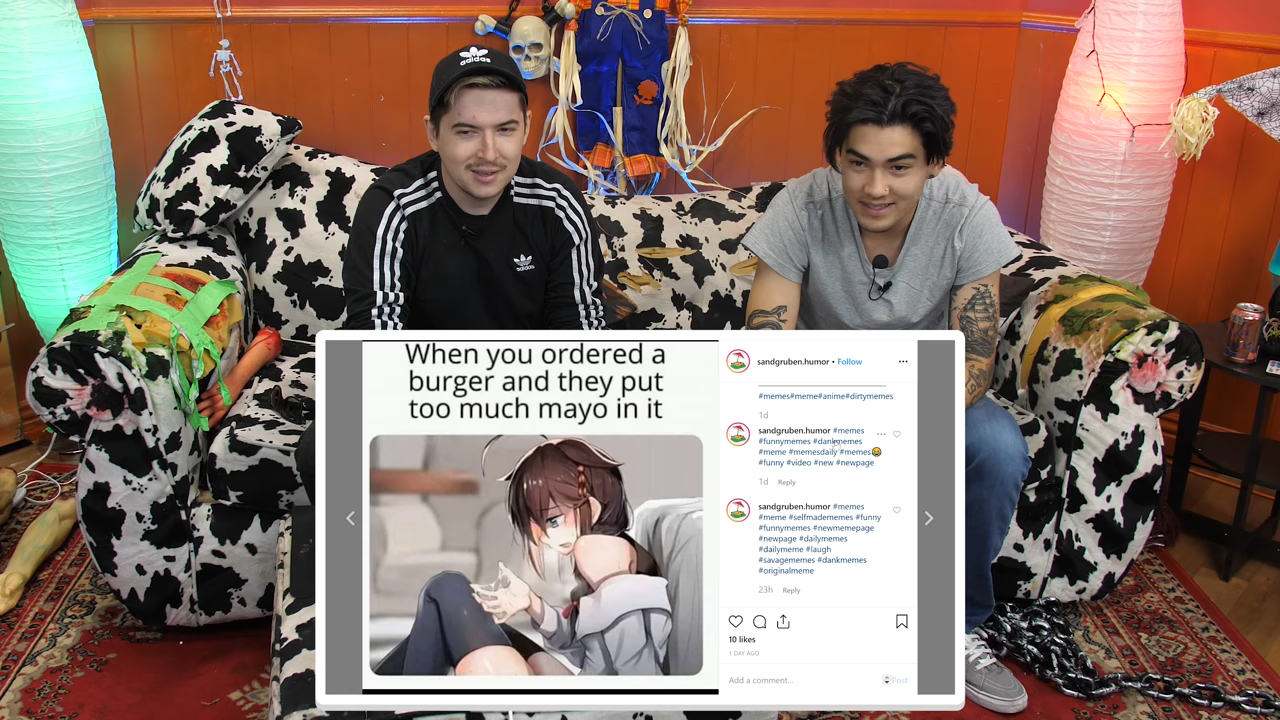 adidas
adidas
When you ordered a
burger and they put
too much mayo in it
sandgruben.humor • Follow
#memes#meme#anime#dirtymemes
1d
sandgruben.humor #memes
#funnymemes #dankmemes
#meme #memesdaily #memes😂
#funny #video #new #newpage
1d Reply
sandgruben.humor #memes
#meme #selfmadememes #funny
#funnymemes #newmemepage
#newpage #dailymemes
#dailymeme #laugh
#savagememes #dankmemes
#originalmeme
23h Reply
10 likes
1 DAY AGO
Add a comment...
Post